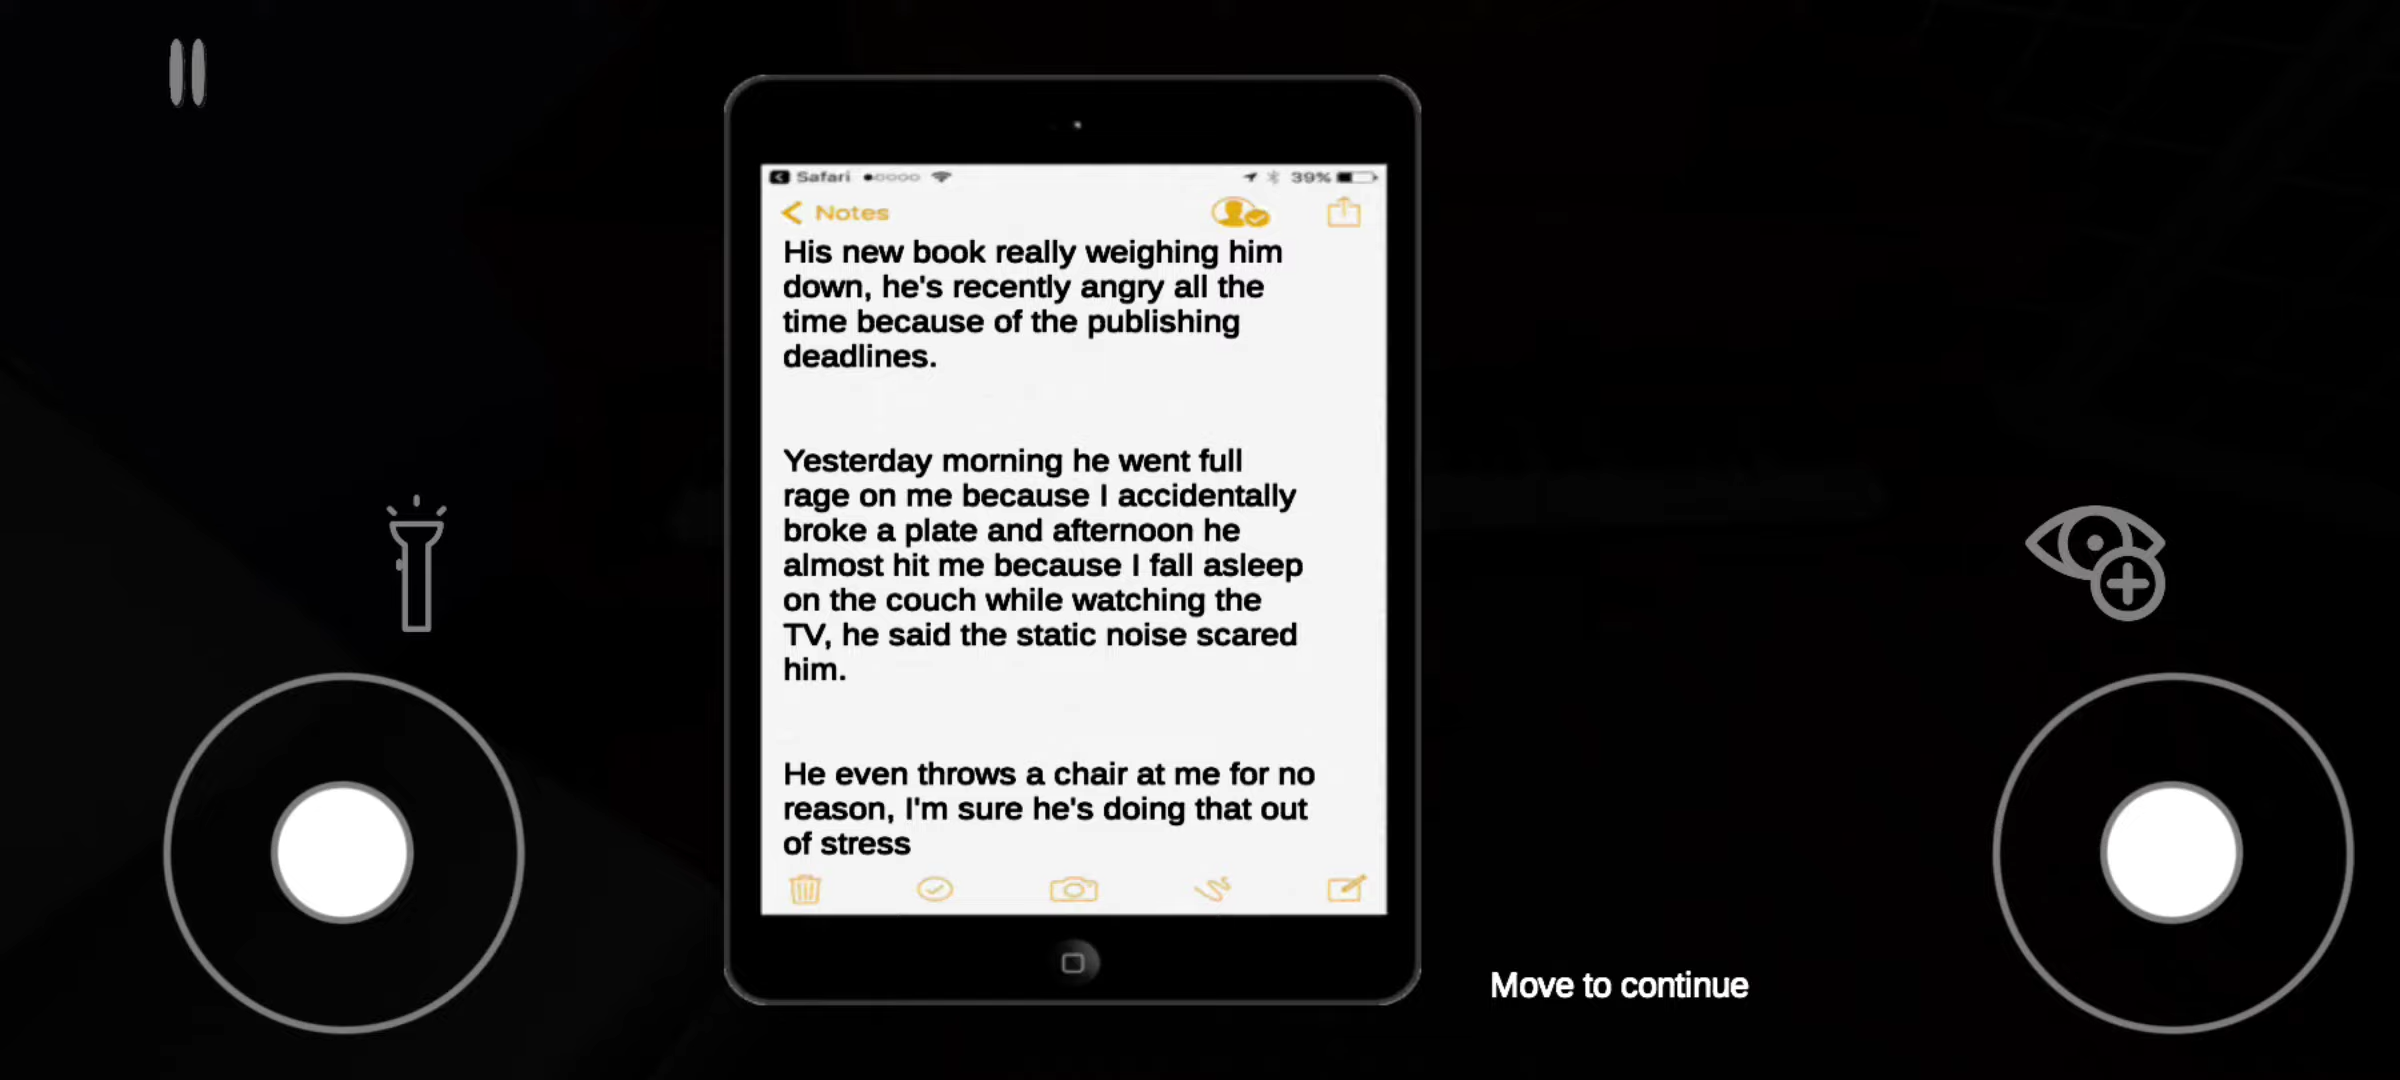 Safari 39%
Notes
His new book really weighing him
down, he's recently angry all the
time because of the publishing
deadlines.
Yesterday morning he went full
rage on me because I accidentally
broke a plate and afternoon he
almost hit me because I fall asleep
on the couch while watching the
TV, he said the static noise scared
him.
He even throws a chair at me for no
reason, I'm sure he's doing that out
of stress
Move to continue